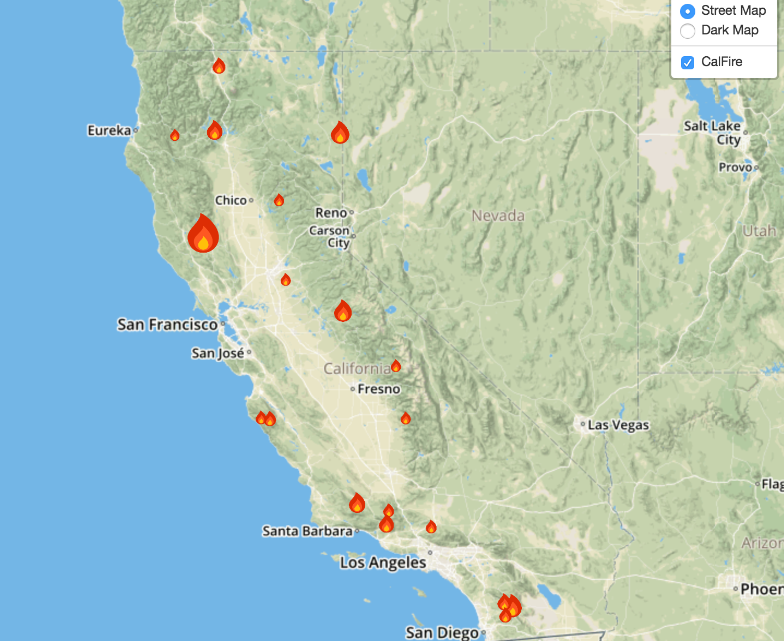 Street Map
Dark Map
CalFire
Eureka
Salt Lake
City
Provo
Chico
Reno
Carson
City
Nevada
Utah
San Francisco
San José
California
Fresno
Las Vegas
Flag
Santa Barbara
Los Angeles
Arizor
Phoen
San Diego